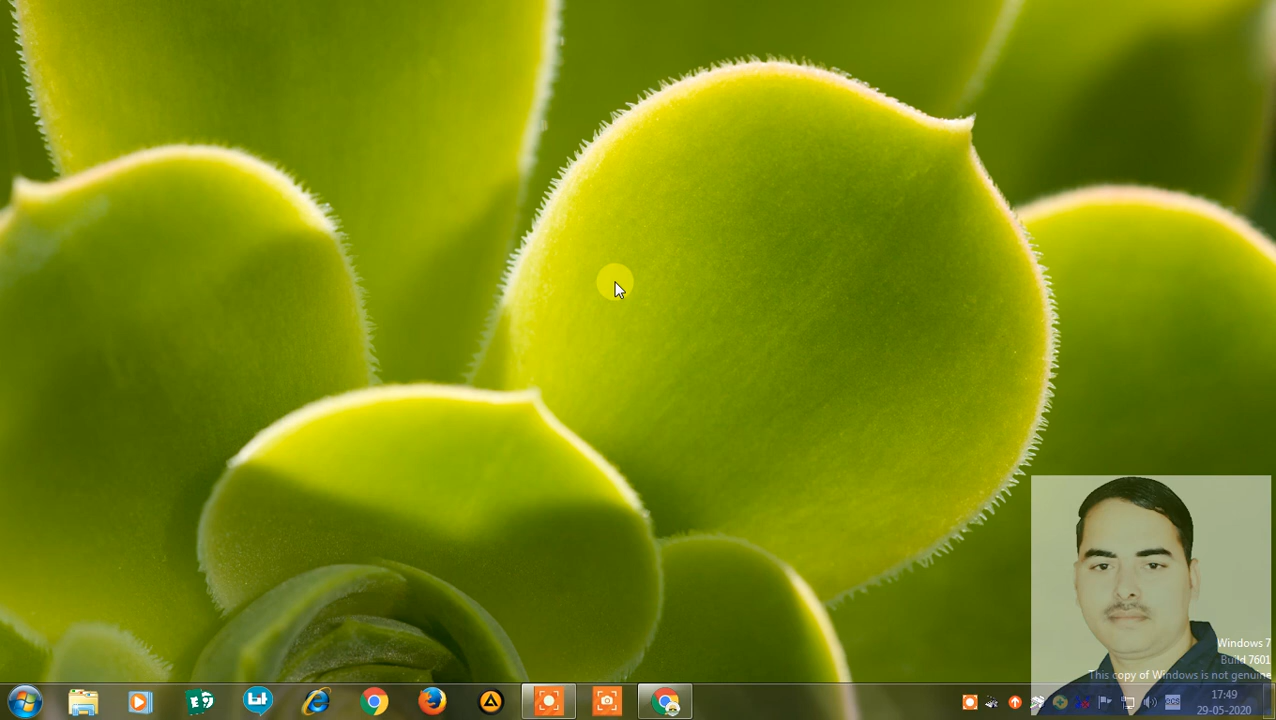 Windows 7
Build 7601
This copy of Windows is not genuine
17:49
29-05-2020